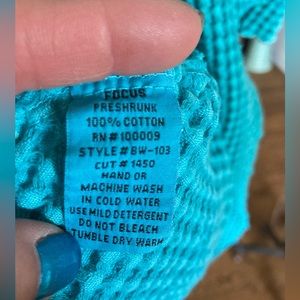 FOCUS
PRESHRUNK
100% COTTON
RN# 100009
STYLE# BW-103
CUT# 1450
HAND OR
MACHINE WASH
IN COLD WATER
USE MILD DETERGENT
DO NOT BLEACH
TUMBLE DRY WARM